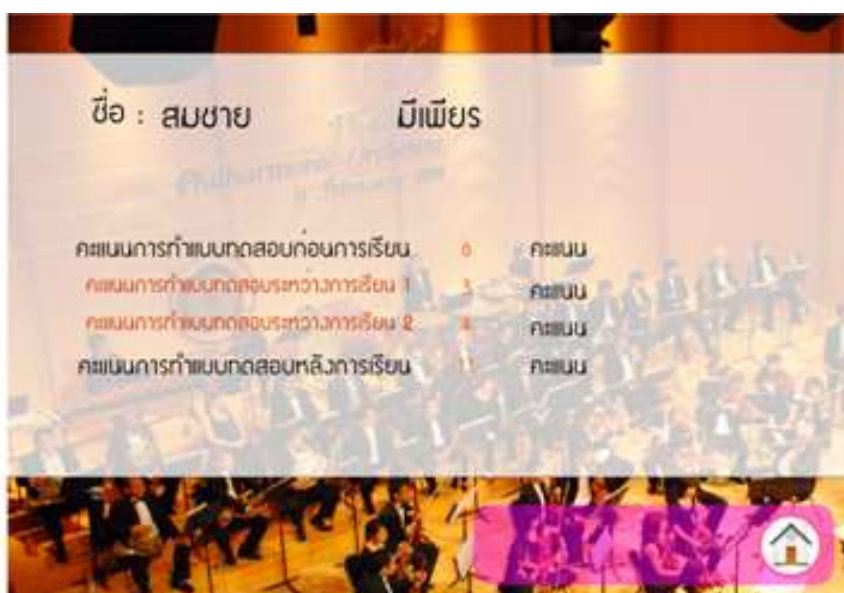 ชื่อ : สมชาย มีเพียร
คะแนนการทำแบบทดสอบก่อนการเรียน 0 คะแนน
คะแนนการทำแบบทดสอบระหว่างการเรียน 1 3 คะแนน
คะแนนการทำแบบทดสอบระหว่างการเรียน 2 คะแนน
คะแนนการทำแบบทดสอบหลังการเรียน 11 คะแนน